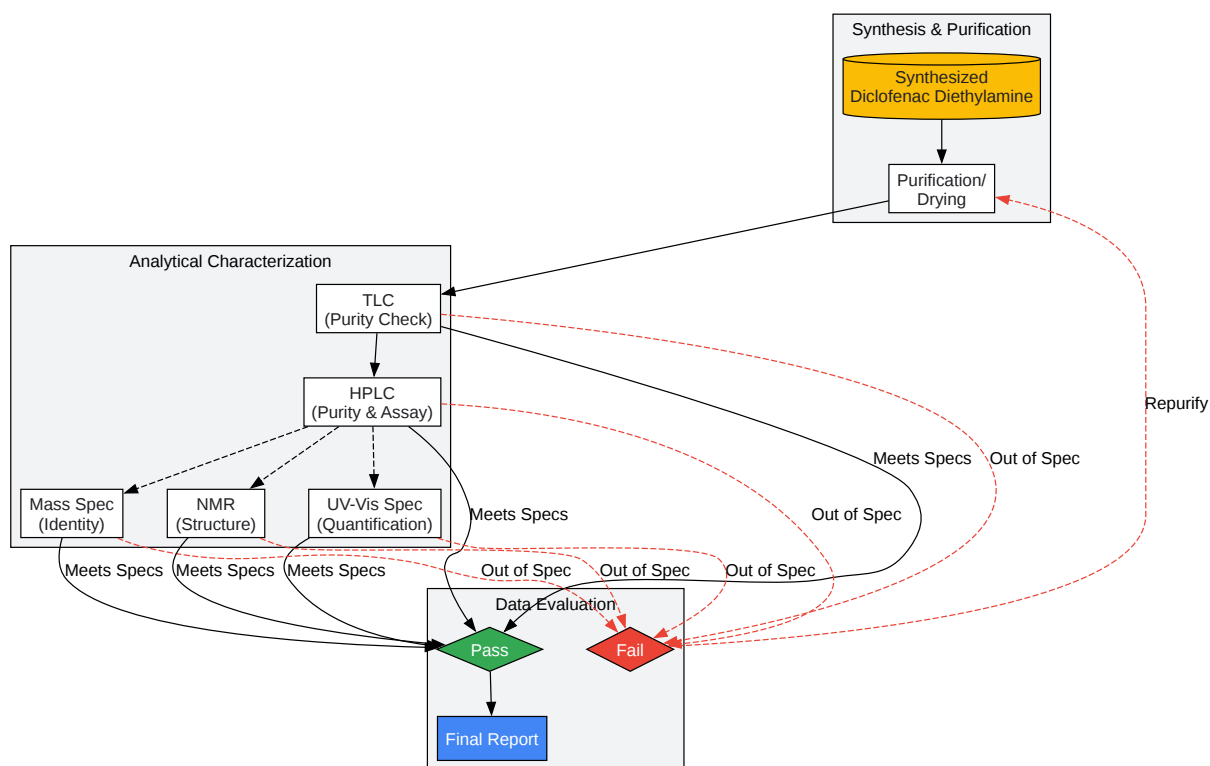 Synthesis & Purification
Synthesized
Diclofenac Diethylamine
Purification/
Drying
Analytical Characterization
TLC
(Purity Check)
HPLC
(Purity & Assay)
Repurify
Meets Specs
Out of Spec
Mass Spec
(Identity)
NMR
(Structure)
UV-Vis Spec
(Quantification)
Meets Specs
Out of Spec
Meets Specs
Meets Specs
Meets Specs
Out of Spec
Out of Spec
Out of Spec
Data Evaluation
Pass
Fail
Final Report